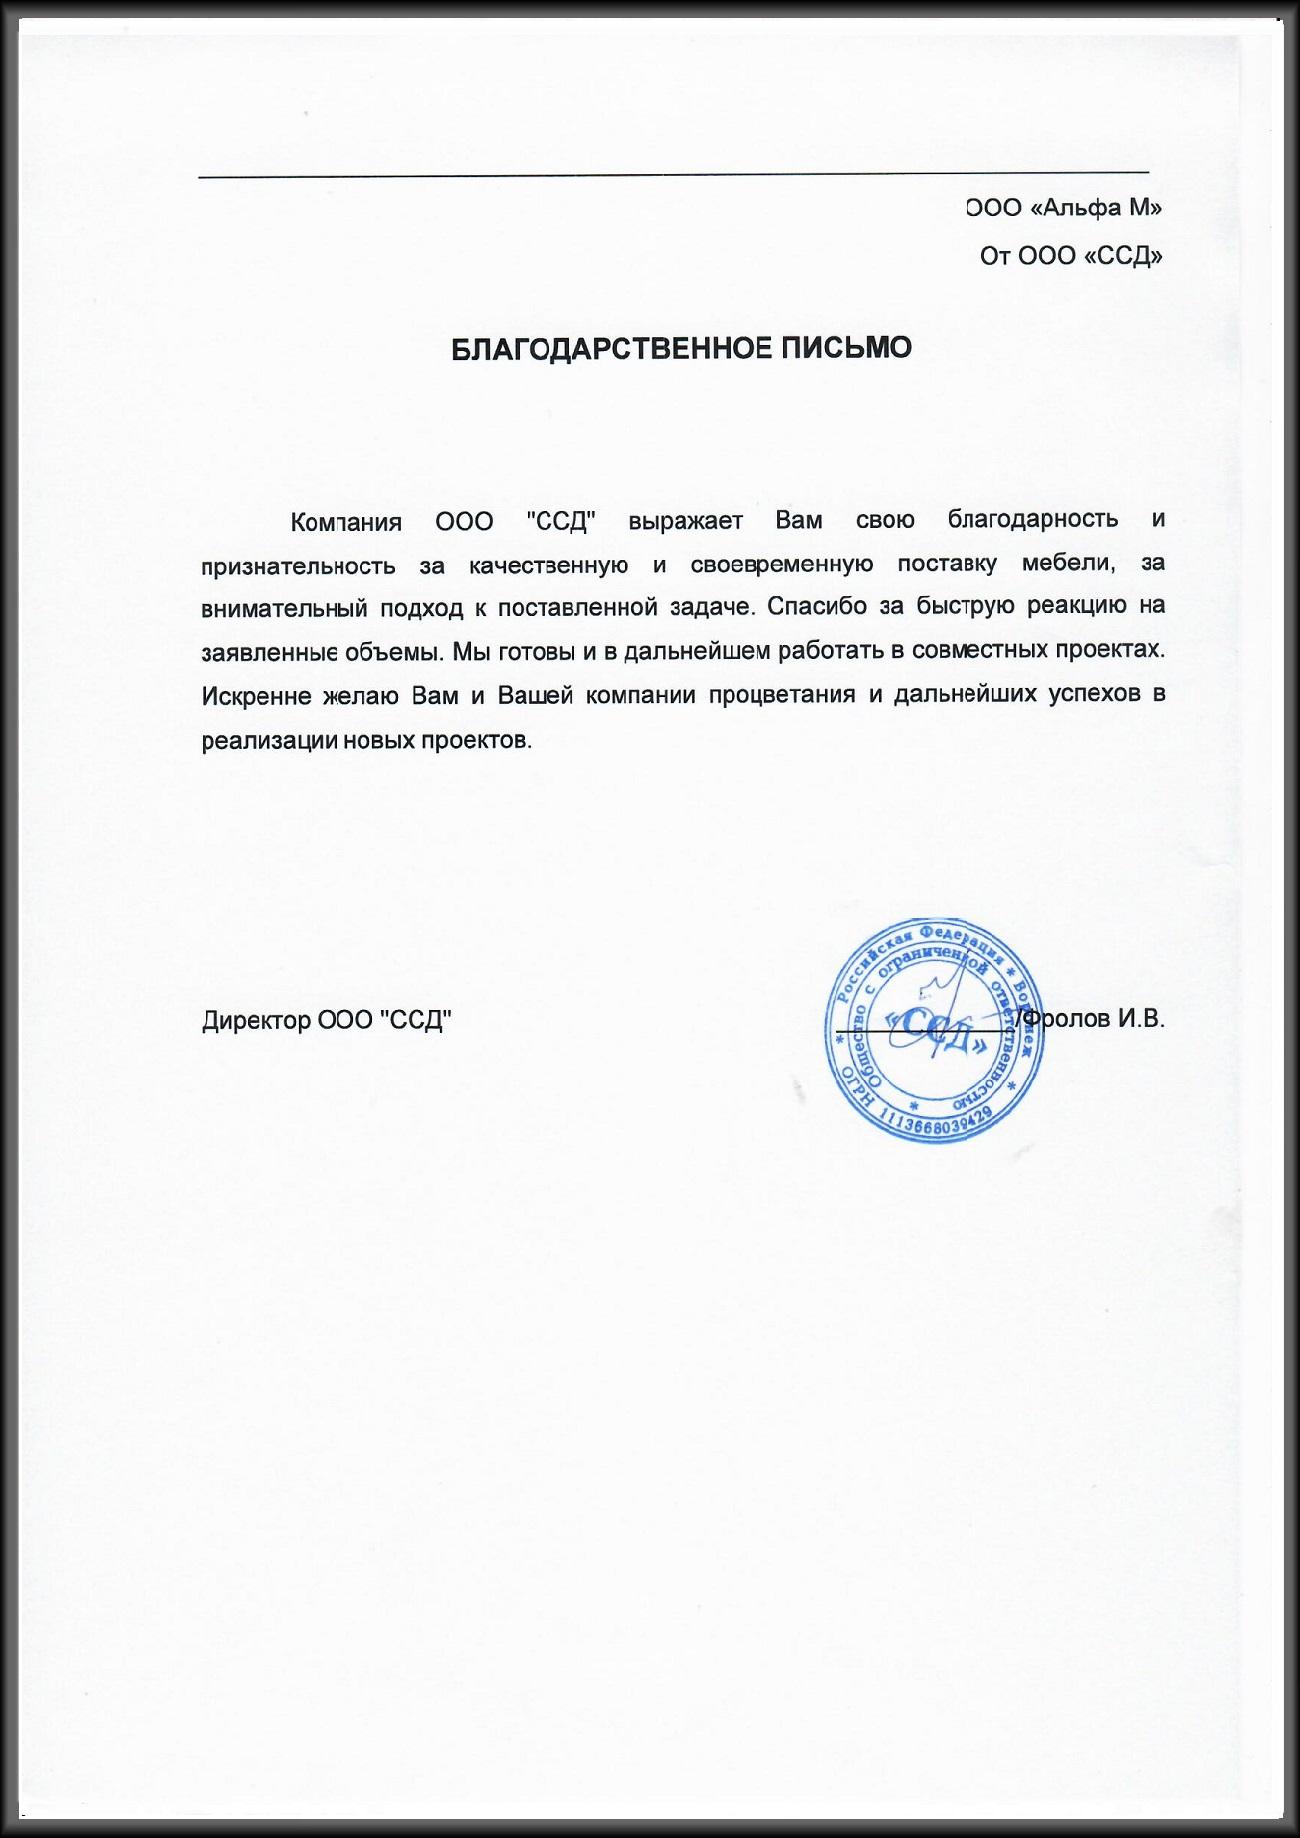 ООО «Альфа М»
От ООО «ССД»
БЛАГОДАРСТВЕННОЕ ПИСЬМО
Компания ООО "ССД" выражает Вам свою благодарность и
признательность за качественную и своевременную поставку мебели, за
внимательный подход к поставленной задаче. Спасибо за быструю реакцию на
заявленные объемы. Мы готовы и в дальнейшем работать в совместных проектах.
Искренне желаю Вам и Вашей компании процветания и дальнейших успехов в
реализации новых проектов.
Директор ООО "ССД"
/Фролов И.В.
Российская Федерация * Воронеж *
ОГРН 1113668039429 *
Общество с ограниченной ответственностью *
«ССД»